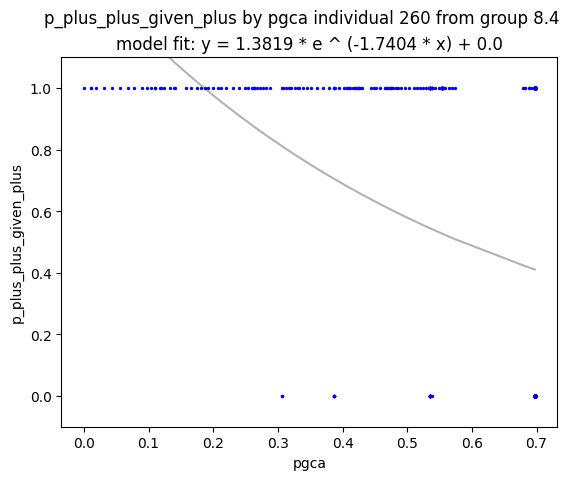 p_plus_plus_given_plus by pgca individual 260 from group 8.4
model fit: y = 1.3819 * e ^ (-1.7404 * x) + 0.0
p_plus_plus_given_plus
1.0
0.8
0.6
0.4
0.2
0.0
0.0 0.1 0.2 0.3 0.4 0.5 0.6 0.7
pgca